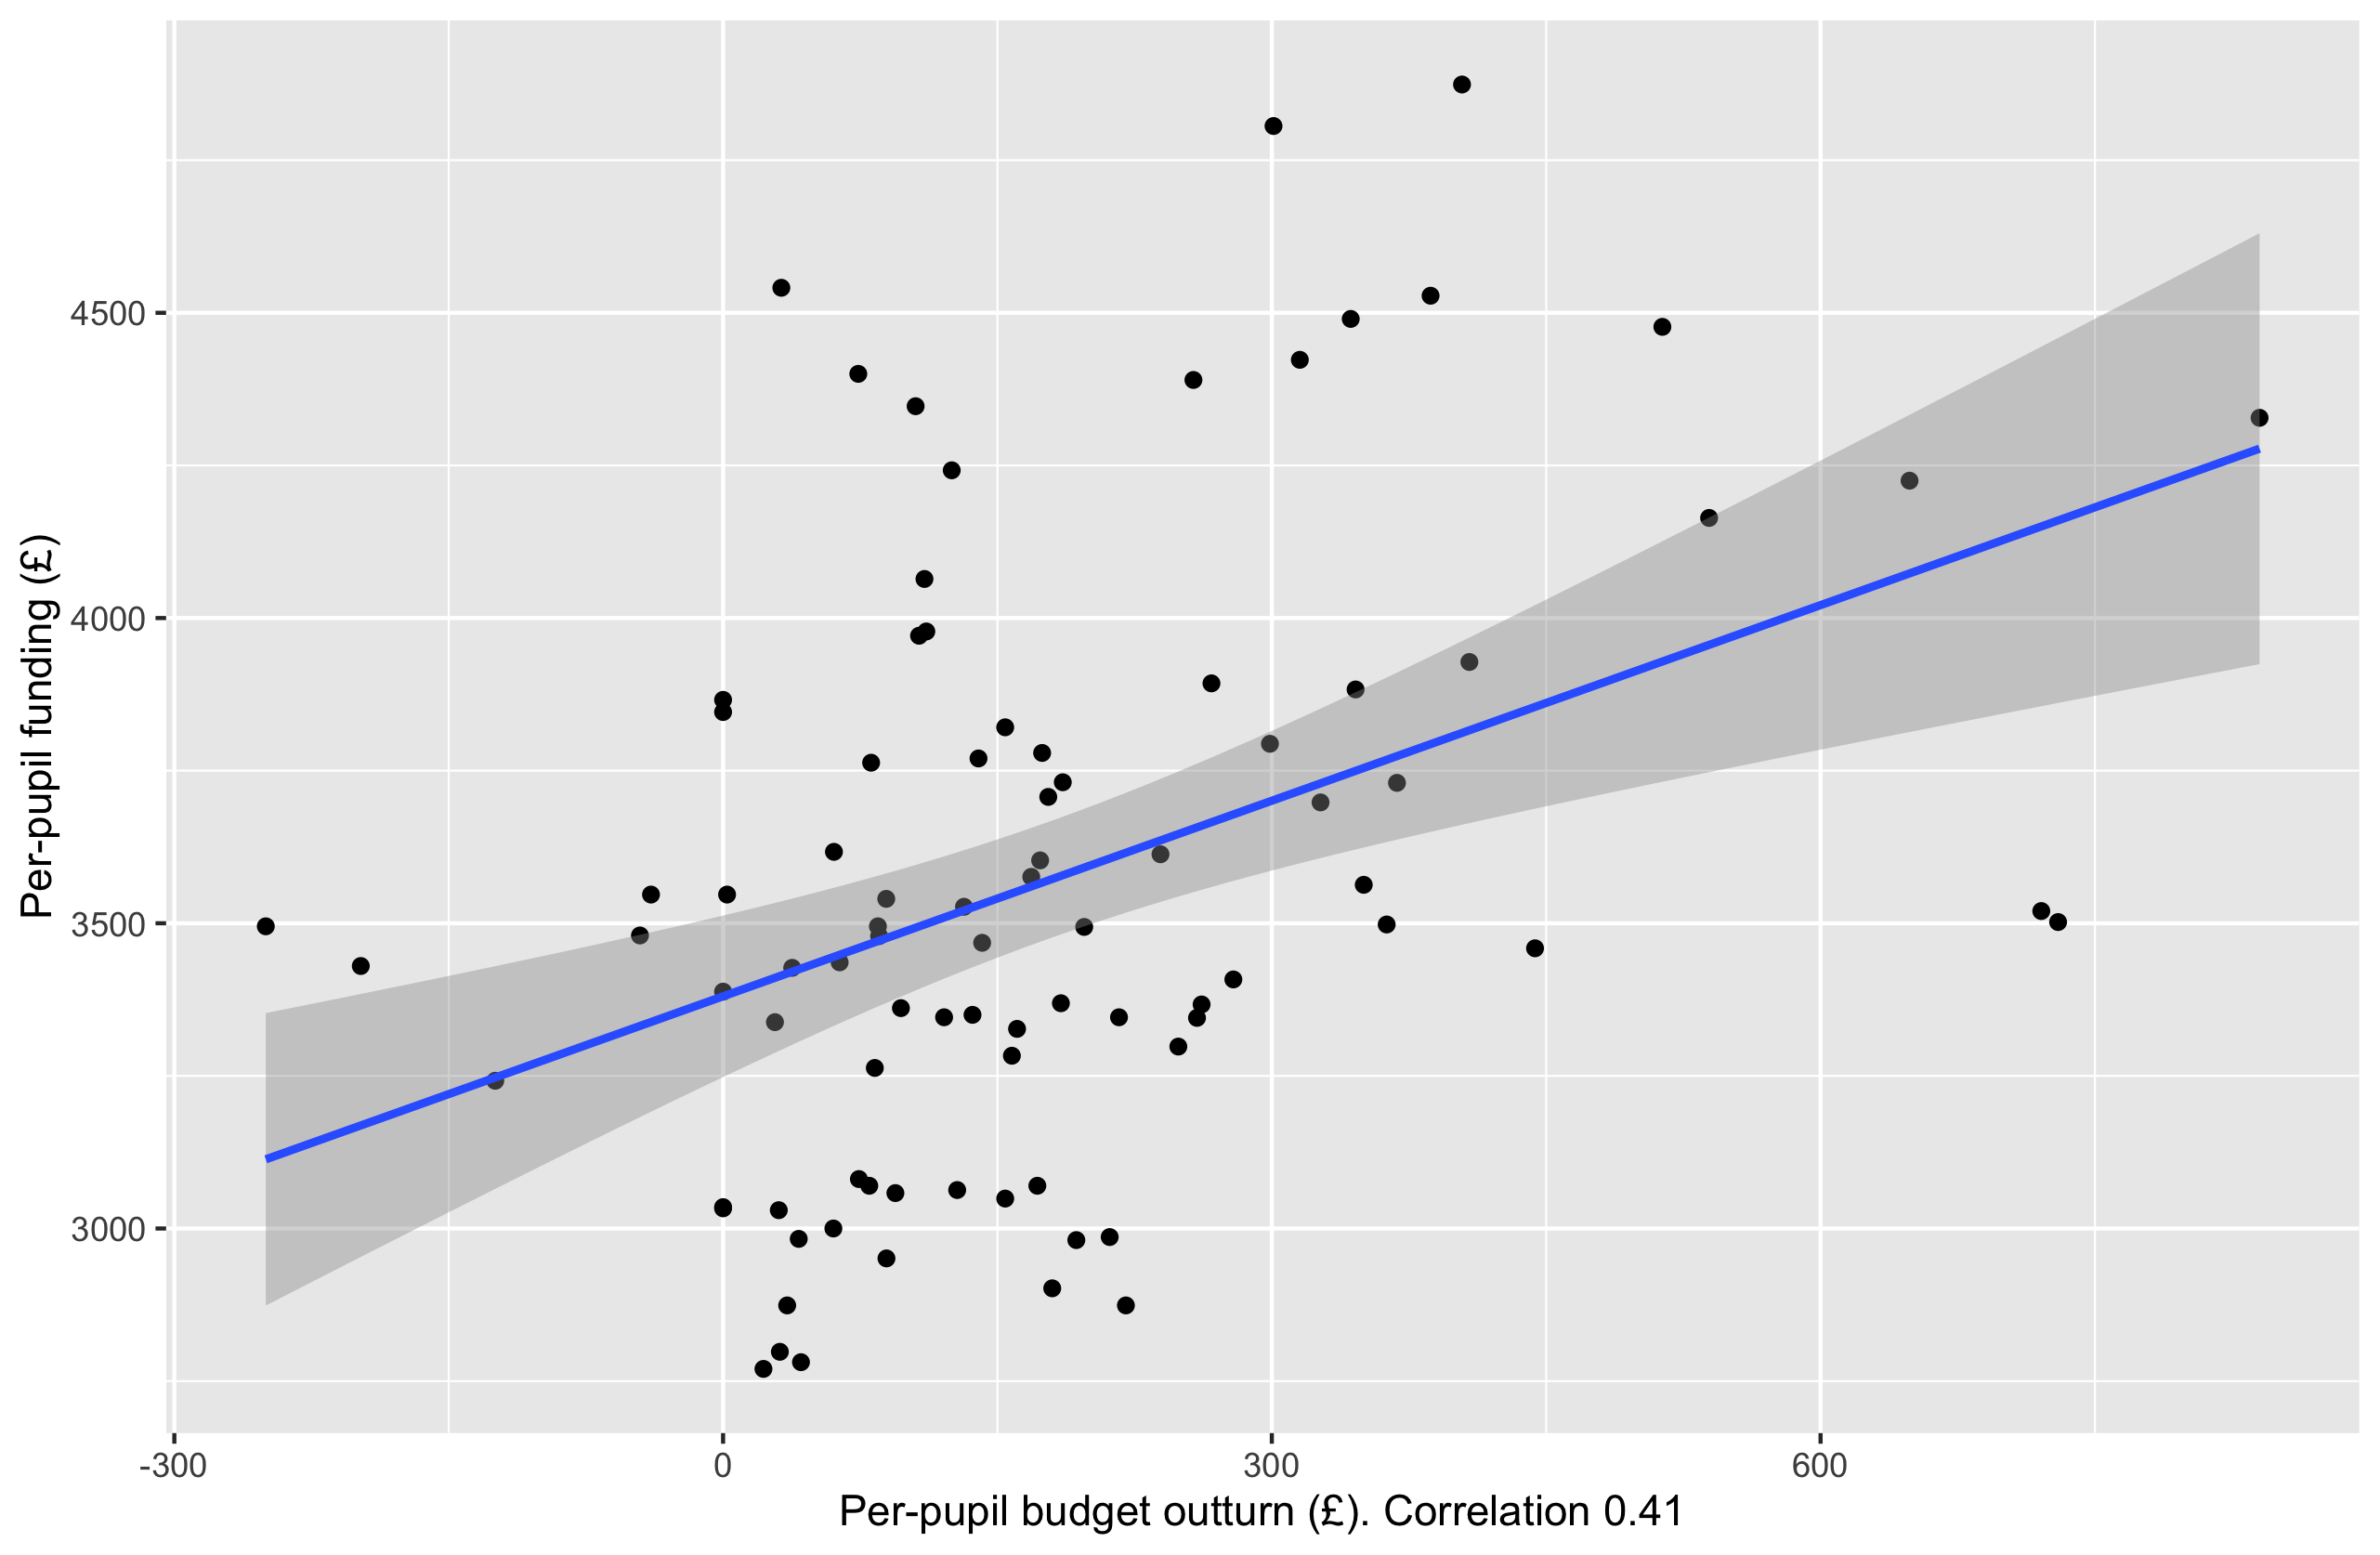 Per-pupil funding (£)
4500
4000
3500
3000
-300 0 300 600
Per-pupil budget outturn (£). Correlation 0.41